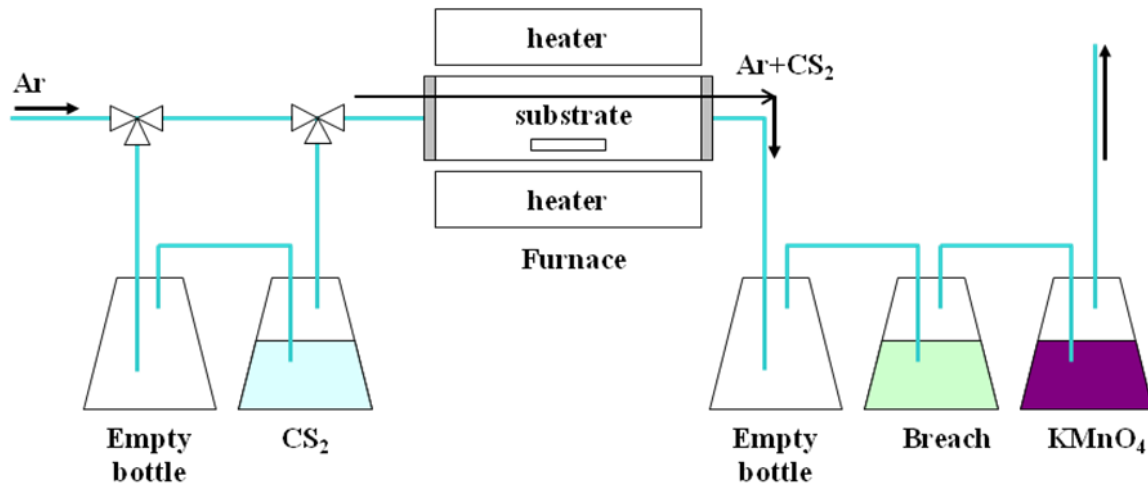 heater
Ar
Ar+CS₂
substrate
heater
Furnace
Empty
bottle
CS₂
Empty
bottle
Breach
KMnO₄